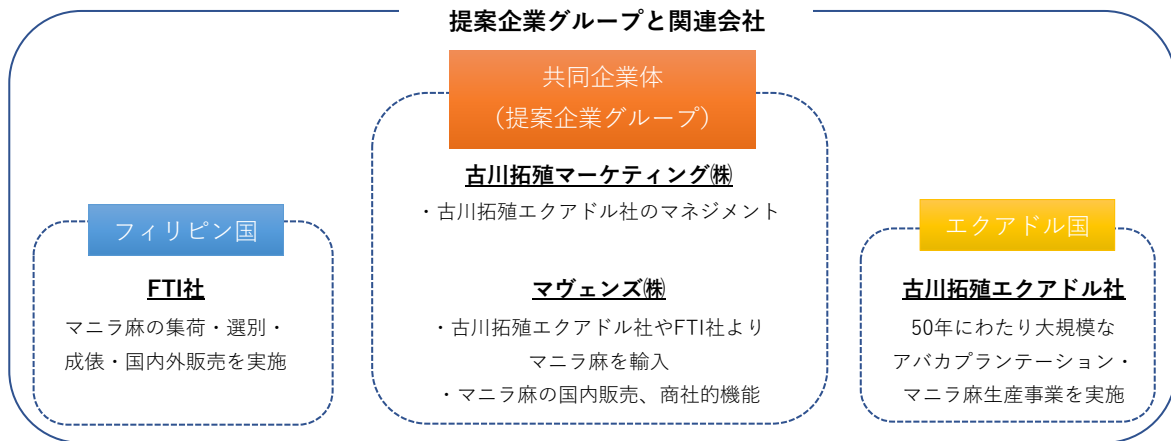 提案企業グループと関連会社
共同企業体
（提案企業グループ）
古川拓殖マーケティング㈱
・古川拓殖エクアドル社のマネジメント
マヴェンズ㈱
・古川拓殖エクアドル社やFTI社より
マニラ麻を輸入
・マニラ麻の国内販売、商社的機能
フィリピン国
FTI社
マニラ麻の集荷・選別・
成俵・国内外販売を実施
エクアドル国
古川拓殖エクアドル社
50年にわたり大規模な
アバカプランテーション・
マニラ麻生産事業を実施